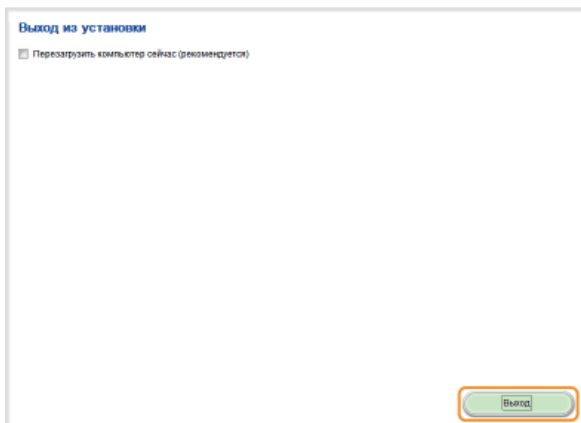 Выход из установки
Перезагрузить компьютер сейчас (рекомендуется)
Выход